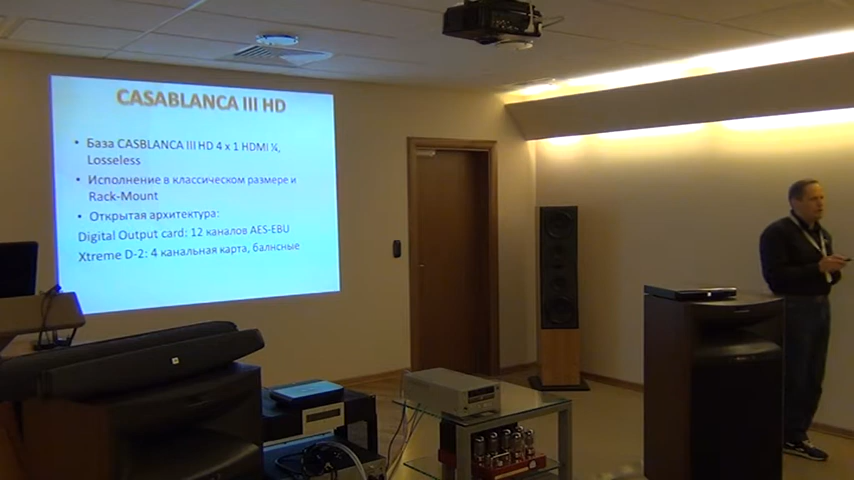 CASABLANCA III HD
• База CASBLANCA III HD 4 x 1 HDMI ¼,
Losseless
• Исполнение в классическом размере и
Rack-Mount
• Открытая архитектура:
Digital Output card: 12 каналов AES-EBU
Xtreme D-2: 4 канальная карта, балнсные